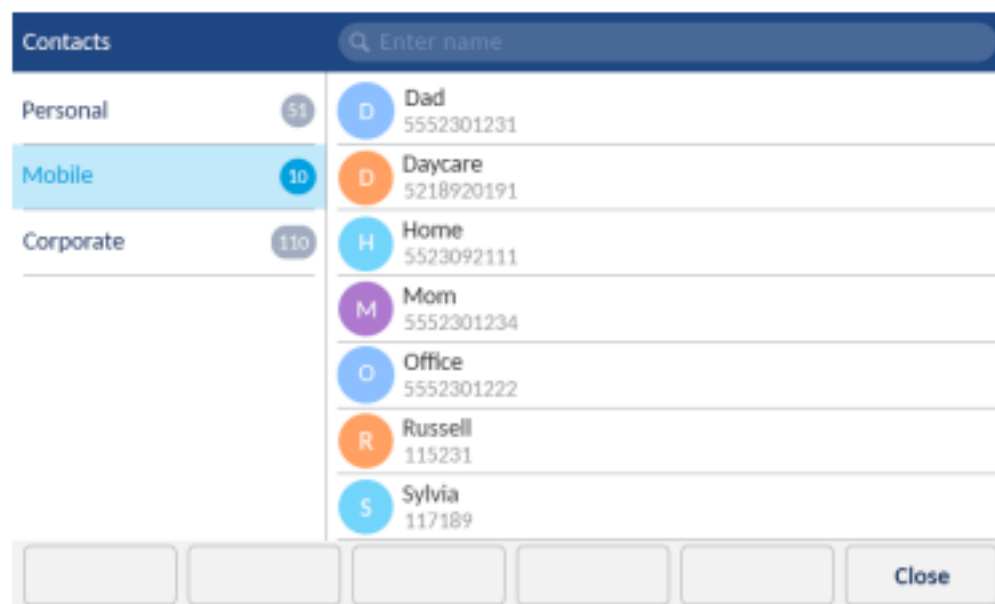 Contacts
Enter name
Personal 51
Mobile 10
Corporate 110
D Dad
5552301231
D Daycare
5218920191
H Home
5523092111
M Mom
5552301234
O Office
5552301222
R Russell
115231
S Sylvia
117189
Close